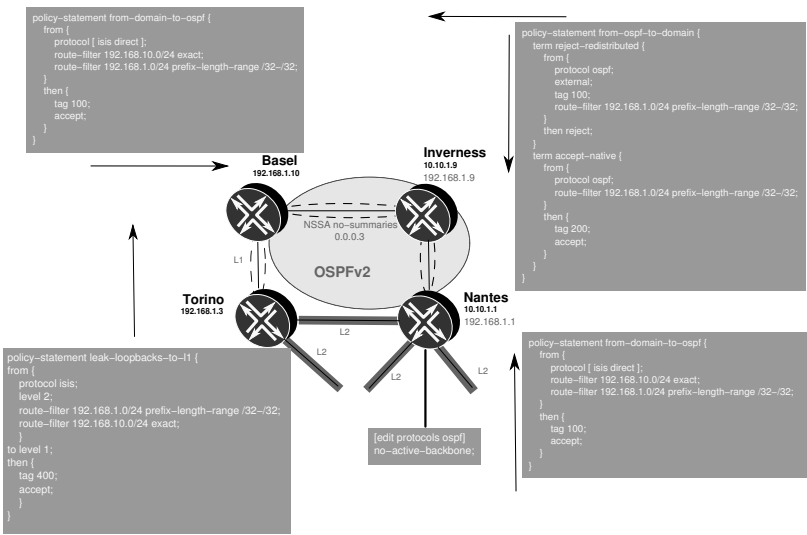 policy−statement from−domain−to−ospf {
from {
protocol [ isis direct ];
route−filter 192.168.10.0/24 exact;
route−filter 192.168.1.0/24 prefix−length−range /32−/32;
}
then {
tag 100;
accept;
}
}
policy−statement from−ospf−to−domain {
term reject−redistributed {
from {
protocol ospf;
external;
tag 100;
route−filter 192.168.1.0/24 prefix−length−range /32−/32;
}
then reject;
}
term accept−native {
from {
protocol ospf;
route−filter 192.168.1.0/24 prefix−length−range /32−/32;
}
then {
tag 200;
accept;
}
}
}
Basel
192.168.1.10
Inverness
10.10.1.9
192.168.1.9
NSSA no−summaries
0.0.0.3
L1
OSPFv2
Torino
192.168.1.3
Nantes
10.10.1.1
192.168.1.1
L2
L2
L2
L2
policy−statement leak−loopbacks−to−l1 {
from {
protocol isis;
level 2;
route−filter 192.168.1.0/24 prefix−length−range /32−/32;
route−filter 192.168.10.0/24 exact;
}
to level 1;
then {
tag 400;
accept;
}
}
[edit protocols ospf]
no−active−backbone;
policy−statement from−domain−to−ospf {
from {
protocol [ isis direct ];
route−filter 192.168.10.0/24 exact;
route−filter 192.168.1.0/24 prefix−length−range /32−/32;
}
then {
tag 100;
accept;
}
}